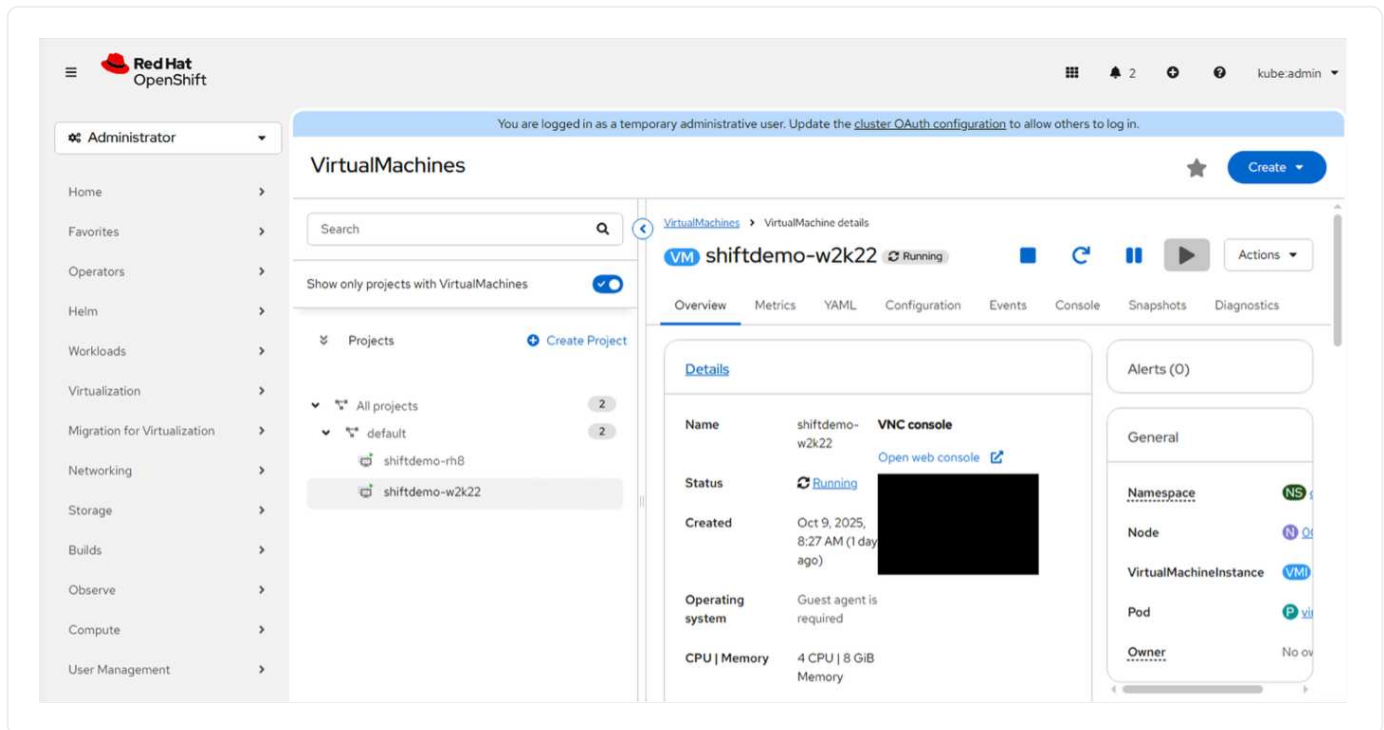 Red Hat
OpenShift
2
kube:admin
Administrator
You are logged in as a temporary administrative user. Update the cluster OAuth configuration to allow others to log in.
Home
Favorites
Operators
Helm
Workloads
Virtualization
Migration for Virtualization
Networking
Storage
Builds
Observe
Compute
User Management
VirtualMachines
Create
Search
Show only projects with VirtualMachines
Projects
Create Project
All projects 2
default 2
shiftdemo-rh8
shiftdemo-w2k22
VirtualMachines > VirtualMachine details
VM shiftdemo-w2k22 Running
Actions
Overview Metrics YAML Configuration Events Console Snapshots Diagnostics
Details
Name shiftdemo-
w2k22
Status Running
Created Oct 9, 2025,
8:27 AM (1 day
ago)
Operating
system
Guest agent is
required
CPU | Memory 4 CPU | 8 GiB
Memory
VNC console
Open web console
Alerts (0)
General
Namespace NS
Node N
VirtualMachineInstance VMI
Pod P
Owner No